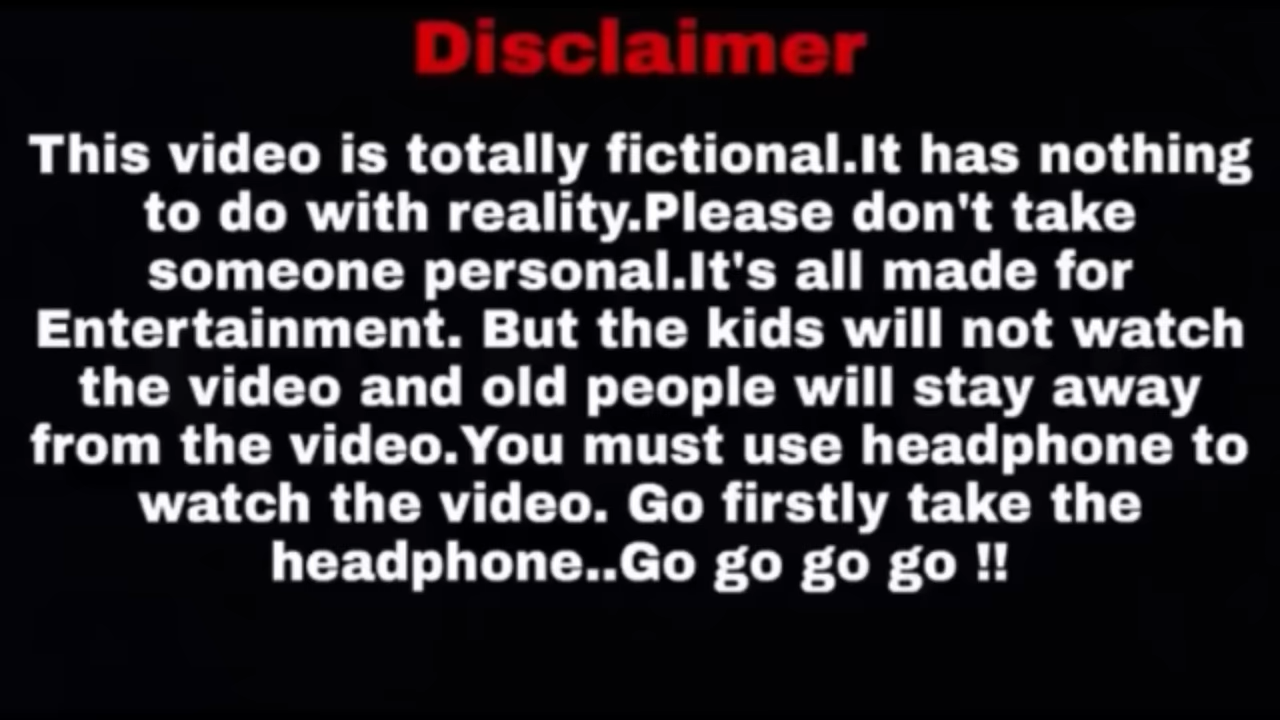 Disclaimer
This video is totally fictional.It has nothing
to do with reality.Please don't take
someone personal.It's all made for
Entertainment. But the kids will not watch
the video and old people will stay away
from the video.You must use headphone to
watch the video. Go firstly take the
headphone..Go go go go !!